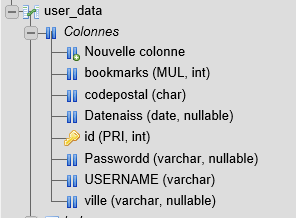 user_data
Colonnes
Nouvelle colonne
bookmarks (MUL, int)
codepostal (char)
Datenaiss (date, nullable)
id (PRI, int)
Passwordd (varchar, nullable)
USERNAME (varchar)
ville (varchar, nullable)